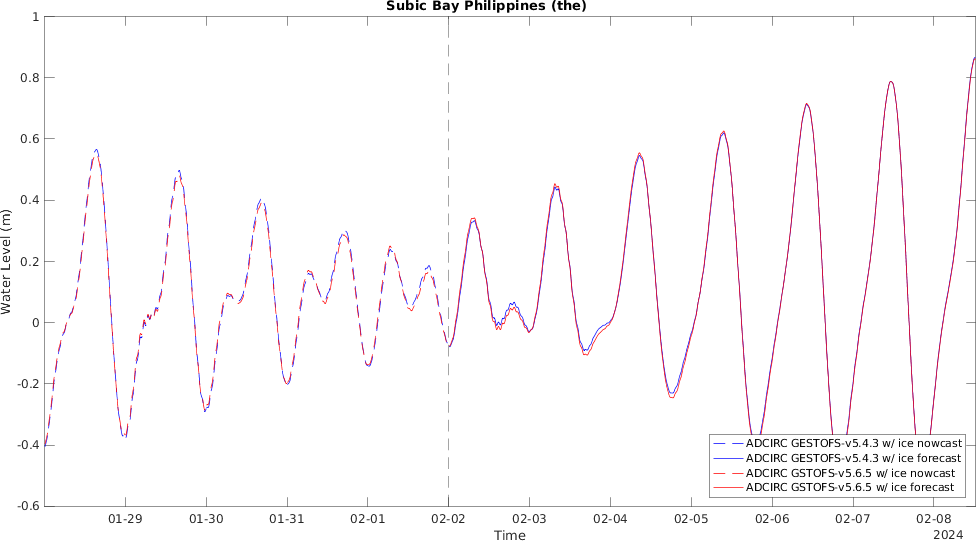 Subic Bay Philippines (the)
1
0.8
0.6
0.4
0.2
0
-0.2
-0.4
-0.6
Water Level (m)
ADCIRC GESTOFS-v5.4.3 w/ ice nowcast
ADCIRC GESTOFS-v5.4.3 w/ ice forecast
ADCIRC GSTOFS-v5.6.5 w/ ice nowcast
ADCIRC GSTOFS-v5.6.5 w/ ice forecast
01-29 01-30 01-31 02-01 02-02 02-03 02-04 02-05 02-06 02-07 02-08
Time
2024